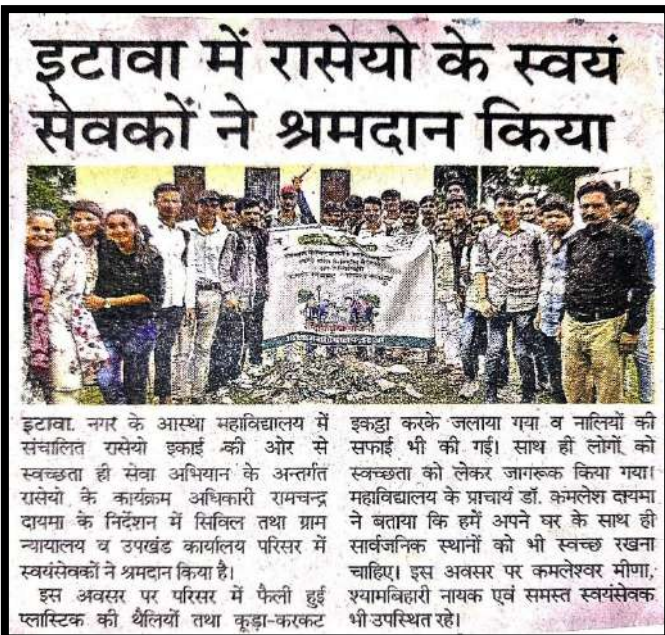 इटावा में रासेयो के स्वयं
सेवकों ने श्रमदान किया
इटावा. नगर के आस्था महाविद्यालय में
संचालित रासेयो इकाई की ओर से
स्वच्छता ही सेवा अभियान के अन्तर्गत
रासेयो के कार्यक्रम अधिकारी रामचन्द्र
दायमा के निर्देशन में सिविल तथा ग्राम
न्यायालय व उपखंड कार्यालय परिसर में
स्वयंसेवकों ने श्रमदान किया है।
इस अवसर पर परिसर में फैली हुई
प्लास्टिक की थैलियों तथा कूड़ा-करकट
इकट्ठा करके जलाया गया व नालियों की
सफाई भी की गई। साथ ही लोगों को
स्वच्छता को लेकर जागरूक किया गया।
महाविद्यालय के प्राचार्य डॉ. कमलेश दायमा
ने बताया कि हमें अपने घर के साथ ही
सार्वजनिक स्थानों को भी स्वच्छ रखना
चाहिए। इस अवसर पर कमलेश्वर मीणा,
श्यामबिहारी नायक एवं समस्त स्वयंसेवक
भी उपस्थित रहे।